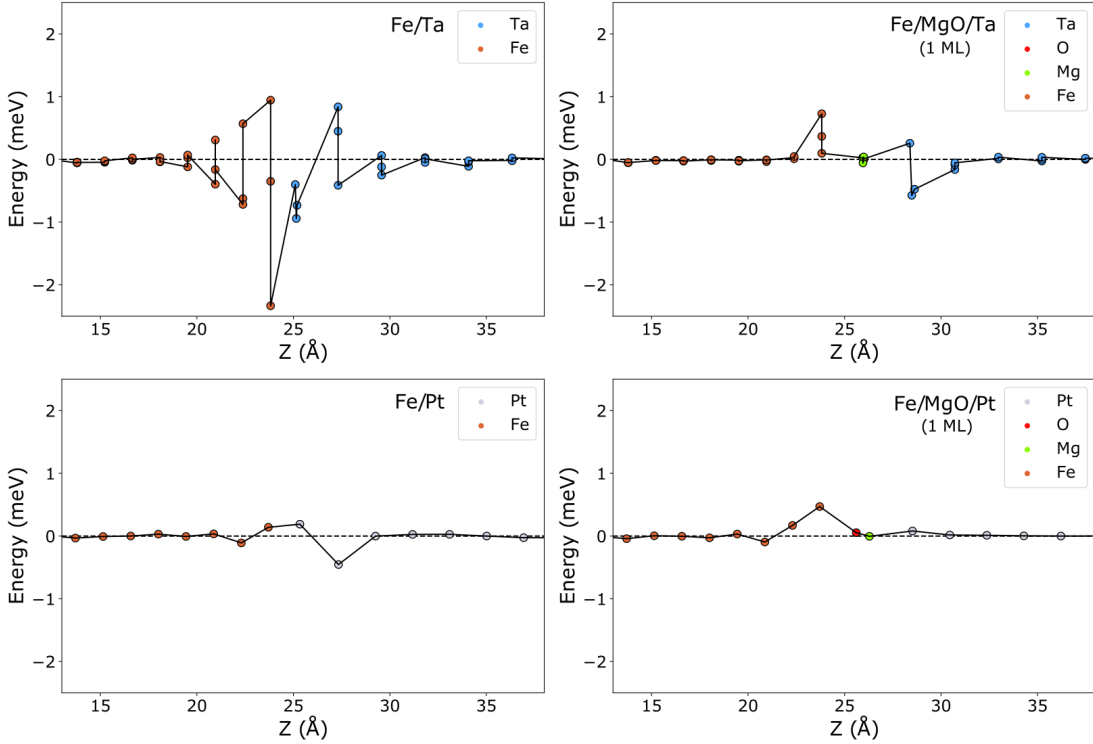 Fe/Ta
Ta
Fe
2
1
0
−1
−2
Energy (meV)
15
20
25
30
35
Z (Å)
Fe/MgO/Ta
(1 ML)
Ta
O
Mg
Fe
2
1
0
−1
−2
Energy (meV)
15
20
25
30
35
Z (Å)
Fe/Pt
Pt
Fe
2
1
0
−1
−2
Energy (meV)
15
20
25
30
35
Z (Å)
Fe/MgO/Pt
(1 ML)
Pt
O
Mg
Fe
2
1
0
−1
−2
Energy (meV)
15
20
25
30
35
Z (Å)